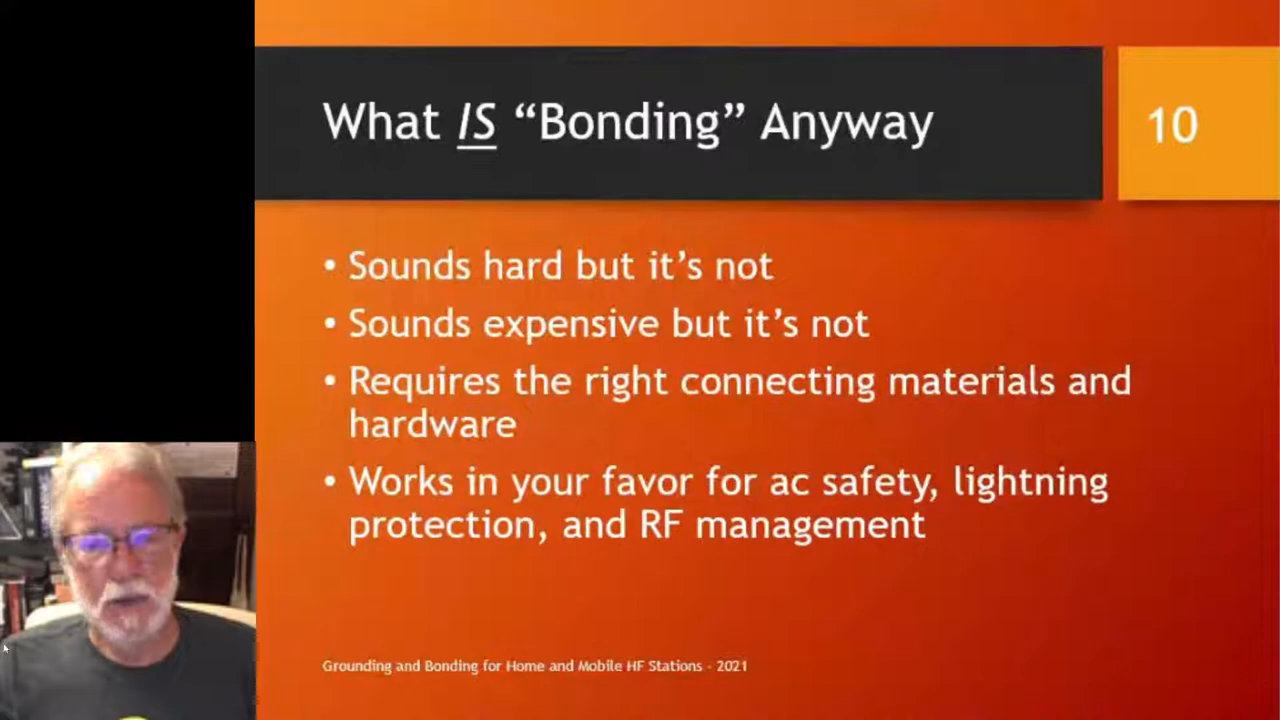 What IS “Bonding” Anyway
10
• Sounds hard but it’s not
• Sounds expensive but it’s not
• Requires the right connecting materials and
hardware
• Works in your favor for ac safety, lightning
protection, and RF management
Grounding and Bonding for Home and Mobile HF Stations - 2021